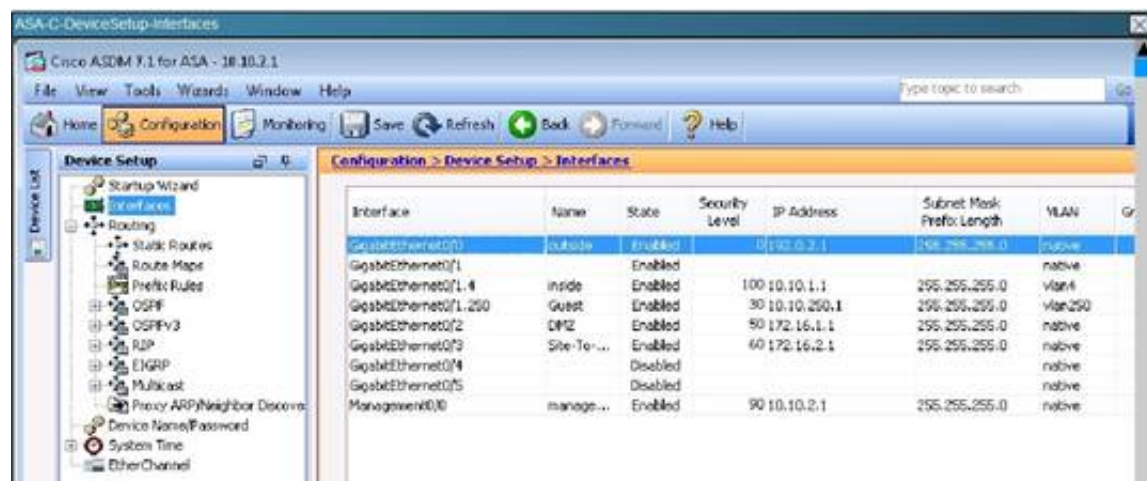 ASA-C-DeviceSetup-Interfaces
Cisco ASDM 7.1 for ASA - 10.10.2.1
File View Tools Wizards Window Help Type topic to search Go
Home Configuration Monitoring Save Refresh Back Forward Help
Device List
Device Setup
Startup Wizard
Interfaces
Routing
Static Routes
Route Maps
Prefix Rules
OSPF
OSPFv3
RIP
EIGRP
Multicast
Proxy ARP/Neighbor Discove
Device Name/Password
System Time
EtherChannel
Configuration > Device Setup > Interfaces
Interface Name State Security Level IP Address Subnet Mask Prefix Length VLAN
GigabitEthernet0/0 outside Enabled 0 192.0.2.1 255.255.255.0 native
GigabitEthernet0/1 Enabled native
GigabitEthernet0/1.4 inside Enabled 100 10.10.1.1 255.255.255.0 vlan4
GigabitEthernet0/1.250 Guest Enabled 30 10.10.250.1 255.255.255.0 vlan250
GigabitEthernet0/2 DMZ Enabled 50 172.16.1.1 255.255.255.0 native
GigabitEthernet0/3 Site-To-... Enabled 60 172.16.2.1 255.255.255.0 native
GigabitEthernet0/4 Disabled native
GigabitEthernet0/5 Disabled native
Management0/0 manage... Enabled 90 10.10.2.1 255.255.255.0 native